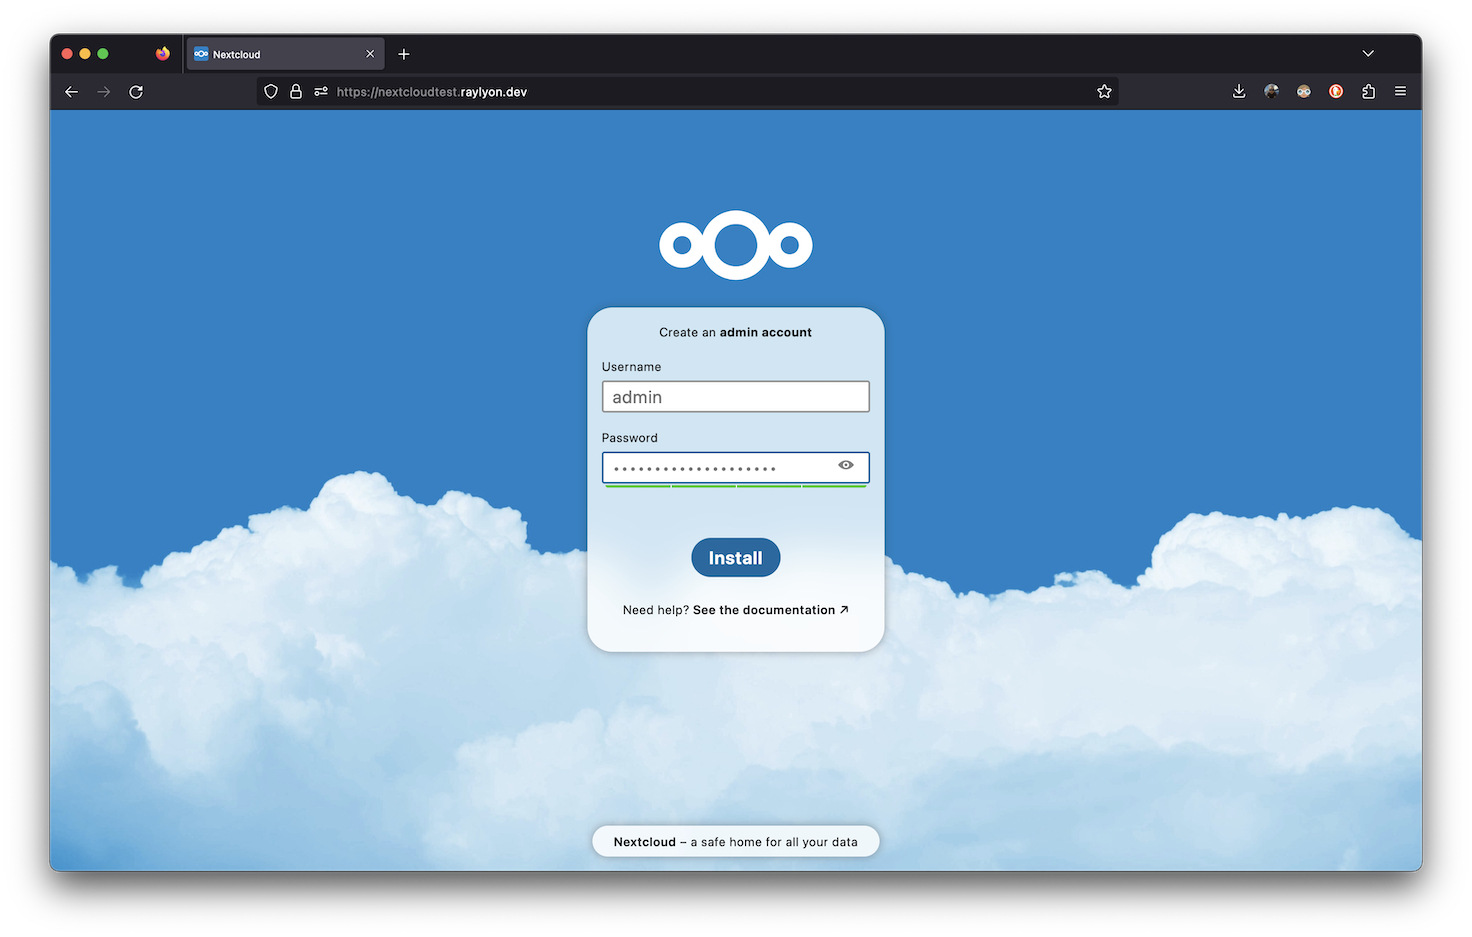 Nextcloud
https://nextcloudtest.raylyon.dev
Create an admin account
Username
admin
Password
Install
Need help? See the documentation ↗
Nextcloud – a safe home for all your data